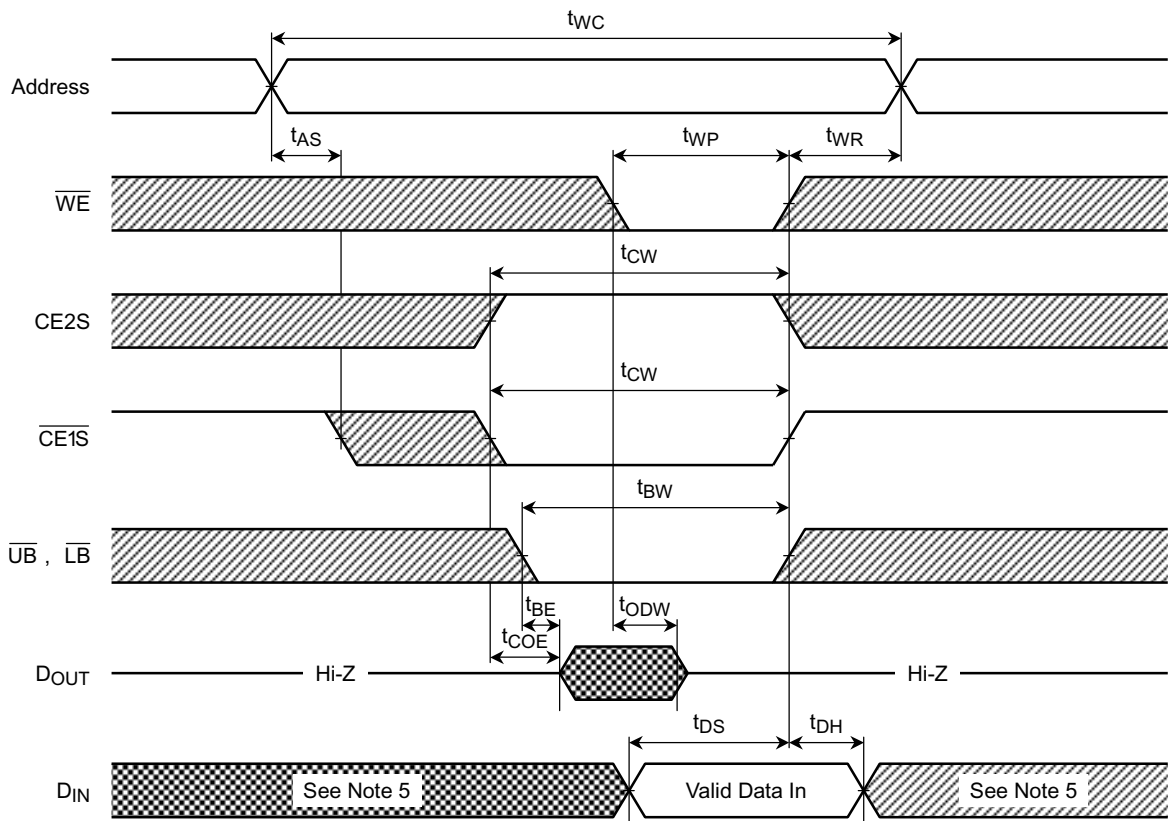 tWC
Address
tAS
tWP
tWR
WE
tCW
CE2S
tCW
CE1S
tBW
UB , LB
tBE
tODW
tCOE
DOUT
Hi-Z
Hi-Z
tDS
tDH
DIN
See Note 5
Valid Data In
See Note 5